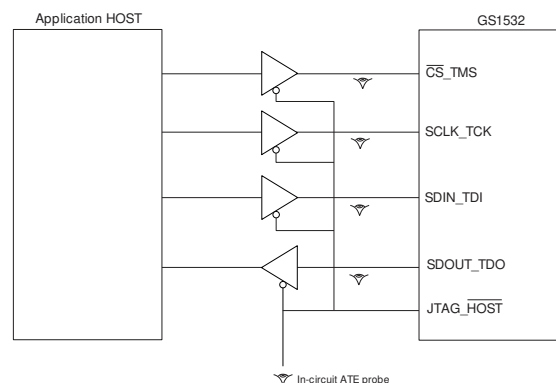 Application HOST
GS1532
CS_TMS
SCLK_TCK
SDIN_TDI
SDOUT_TDO
JTAG_HOST
In-circuit ATE probe